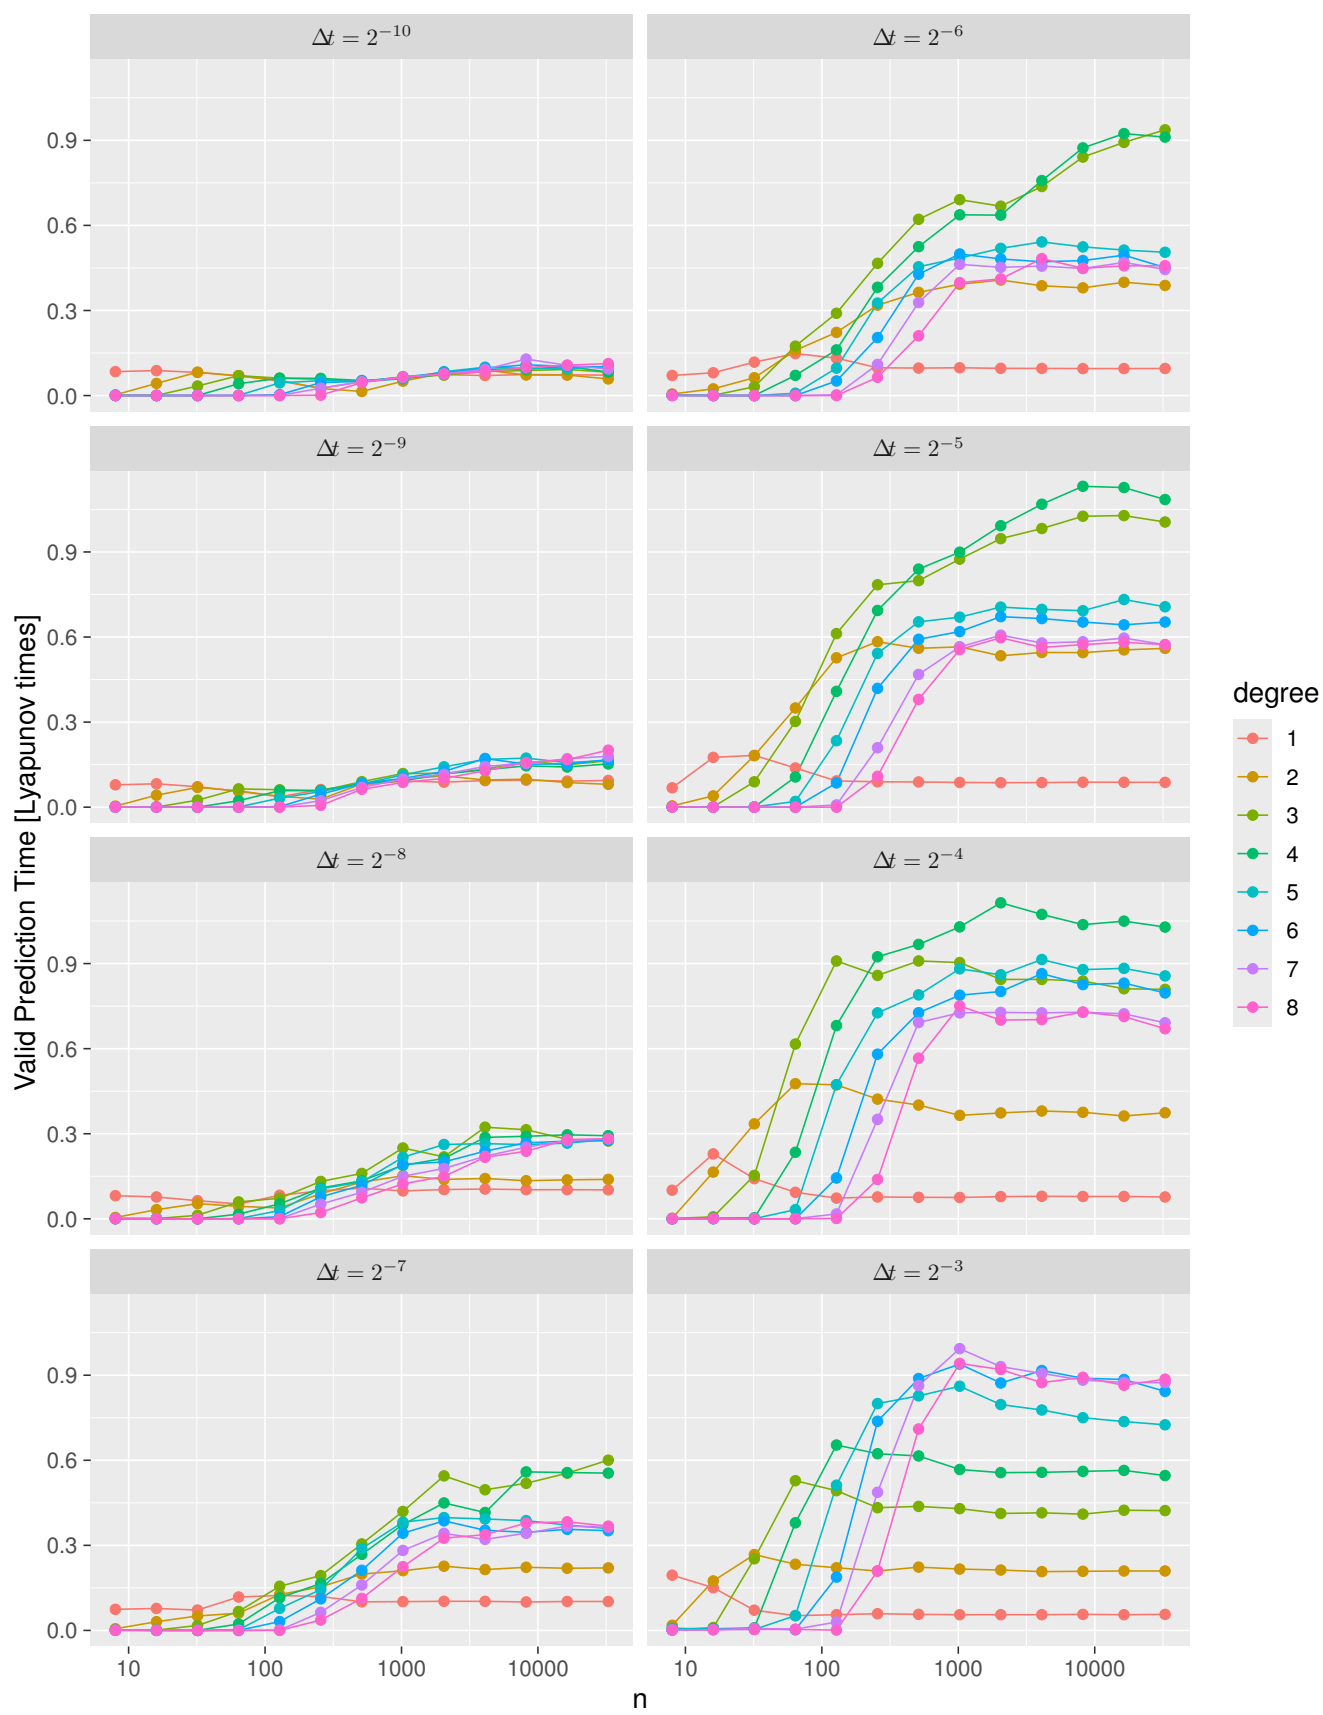 Δt = 2⁻¹⁰
Δt = 2⁻⁶
0.9
0.6
0.3
0.0
Δt = 2⁻⁹
Δt = 2⁻⁵
0.9
0.6
0.3
0.0
Δt = 2⁻⁸
Δt = 2⁻⁴
0.9
0.6
0.3
0.0
Δt = 2⁻⁷
Δt = 2⁻³
0.9
0.6
0.3
0.0
10 100 1000 10000
10 100 1000 10000
n
Valid Prediction Time [Lyapunov times]
degree
1
2
3
4
5
6
7
8